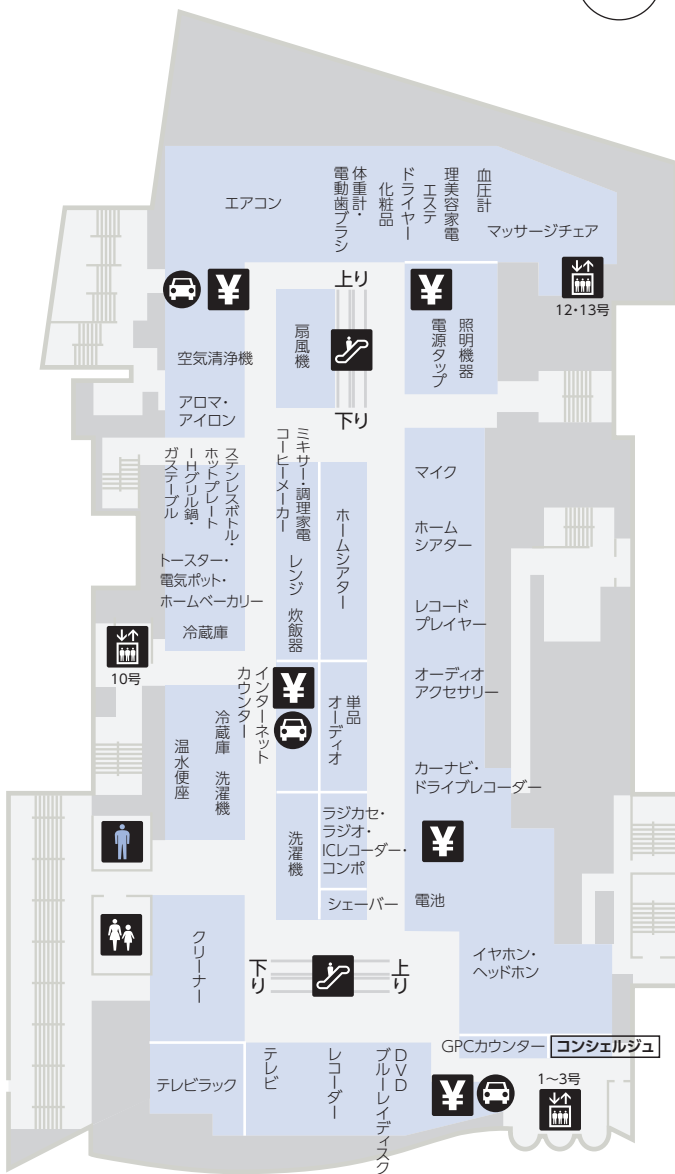 エアコン
体重計・
電動歯ブラシ
化粧品
ドライヤー
エステ
理美容家電
血圧計
マッサージチェア
¥
上り
¥
12・13号
扇風機
照明機器
電源タップ
空気清浄機
下り
アロマ・
アイロン
ステンレスボトル・
ホットプレート
IHグリル鍋・
ガステーブル
ミキサー・調理家電
コーヒーメーカー
レンジ
炊飯器
ホームシアター
マイク
ホーム
シアター
トースター・
電気ポット・
ホームベーカリー
冷蔵庫
レコード
プレイヤー
10号
インターネット
カウンター
¥
単品
オーディオ
オーディオ
アクセサリー
冷蔵庫
洗濯機
温水便座
カーナビ・
ドライブレコーダー
洗濯機
ラジカセ・
ラジオ・
ICレコーダー・
コンポ
¥
シェーバー
電池
クリーナー
下り
上り
イヤホン・
ヘッドホン
GPCカウンター
コンシェルジュ
テレビラック
テレビ
レコーダー
DVD
ブルーレイディスク
¥
1〜3号